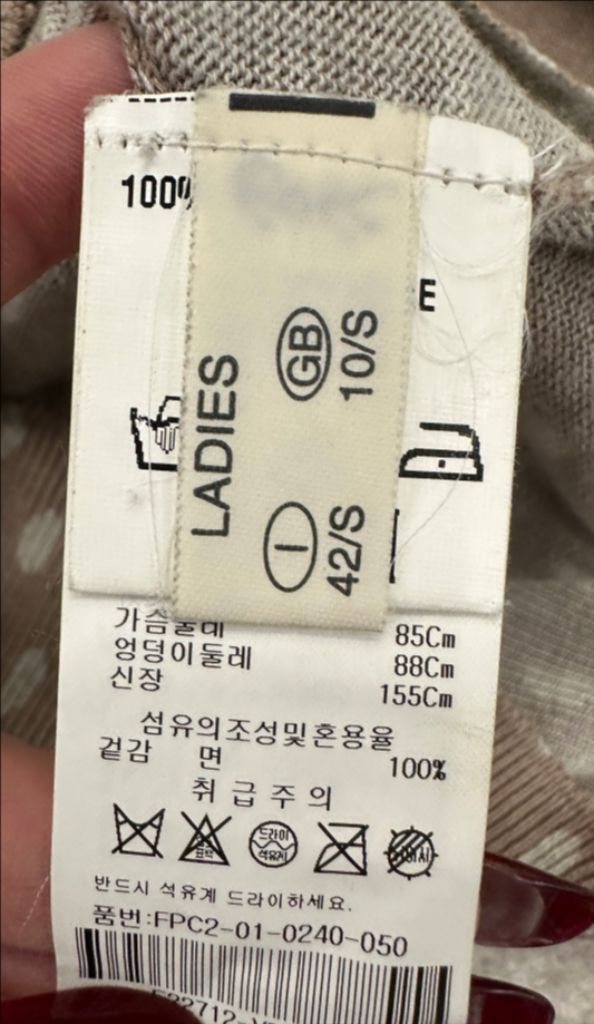 100%
E
LADIES
GB
10/S
I
42/S
가슴둘레 85Cm
엉덩이둘레 88Cm
신장 155Cm
섬유의조성및혼용율
겉감 면 100%
취급주의
드라이
석유계
반드시 석유계 드라이하세요.
품번:FPC2-01-0240-050